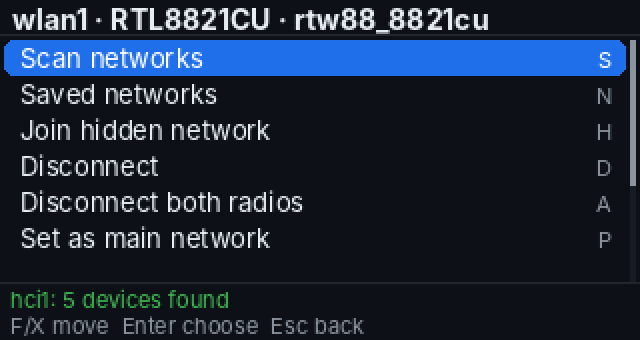 wlan1 · RTL8821CU · rtw88_8821cu
Scan networks S
Saved networks N
Join hidden network H
Disconnect D
Disconnect both radios A
Set as main network P
hci1: 5 devices found
F/X move Enter choose Esc back